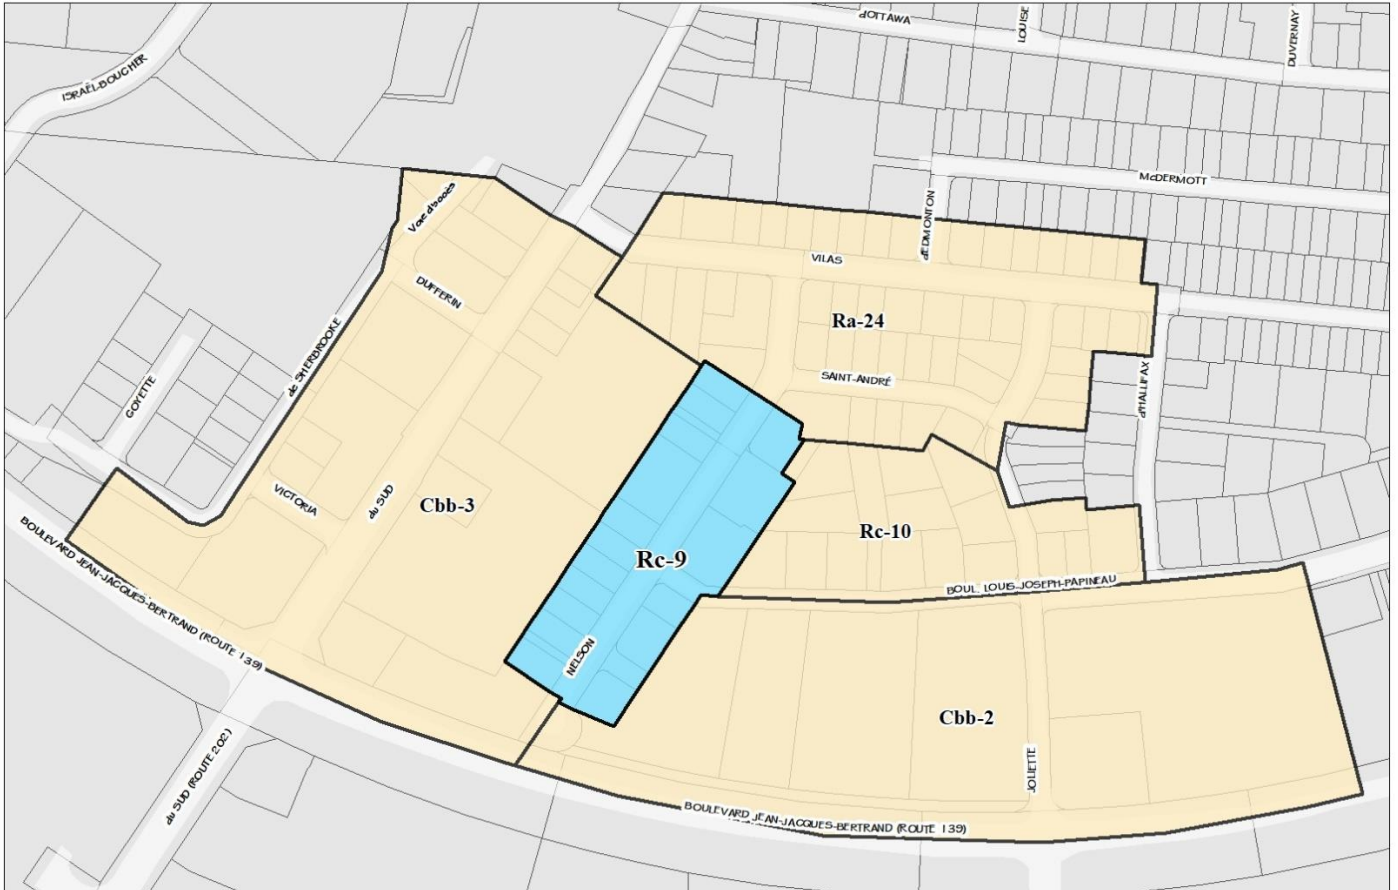 D'OTTAWA
LOUISE
DUVERNAY
ISRAËL-BOUCHER
McDERMOTT
Voie d'accès
D'EDMONTON
VILAS
DUFFERIN
Ra-24
de SHERBROOKE
SAINT-ANDRÉ
GOYETTE
D'HALLIFAX
VICTORIA
du SUD
Cbb-3
Rc-10
Rc-9
BOULEVARD JEAN-JACQUES-BERTRAND (ROUTE 139)
BOUL. LOUIS-JOSEPH-PAPINEAU
NELSON
Cbb-2
du SUD (ROUTE 202)
JOLIETTE
BOULEVARD JEAN-JACQUES-BERTRAND (ROUTE 139)